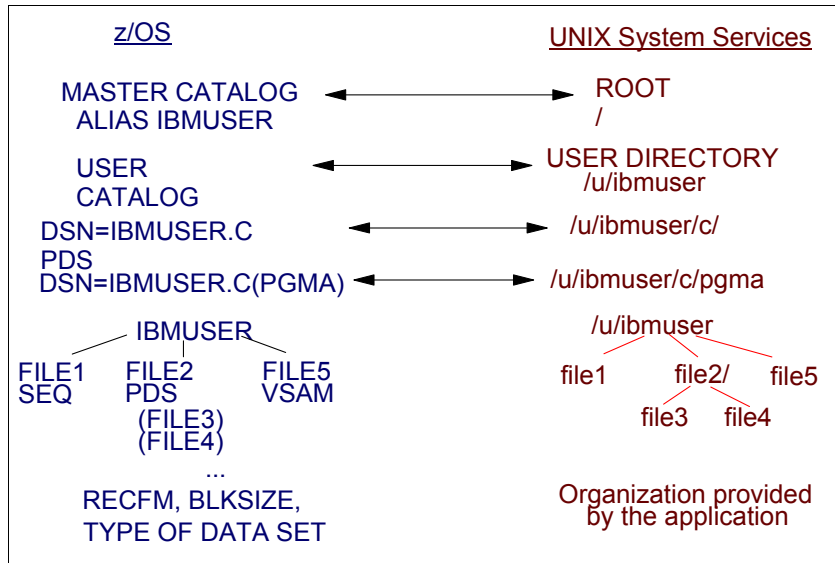 z/OS
UNIX System Services
MASTER CATALOG
ALIAS IBMUSER
ROOT
/
USER
CATALOG
USER DIRECTORY
/u/ibmuser
DSN=IBMUSER.C
PDS
/u/ibmuser/c/
DSN=IBMUSER.C(PGMA)
/u/ibmuser/c/pgma
IBMUSER
FILE1
SEQ
FILE2
PDS
(FILE3)
(FILE4)
FILE5
VSAM
...
RECFM, BLKSIZE,
TYPE OF DATA SET
/u/ibmuser
file1
file2/
file5
file3
file4
Organization provided
by the application